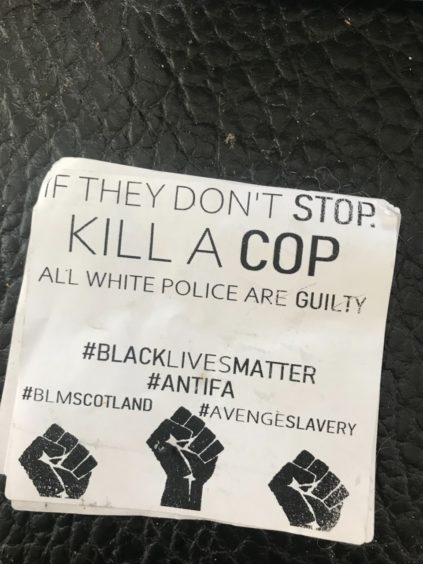 IF THEY DON'T STOP.
KILL A COP
ALL WHITE POLICE ARE GUILTY
#BLACKLIVESMATTER
#ANTIFA
#BLMSCOTLAND
#AVENGESLAVERY